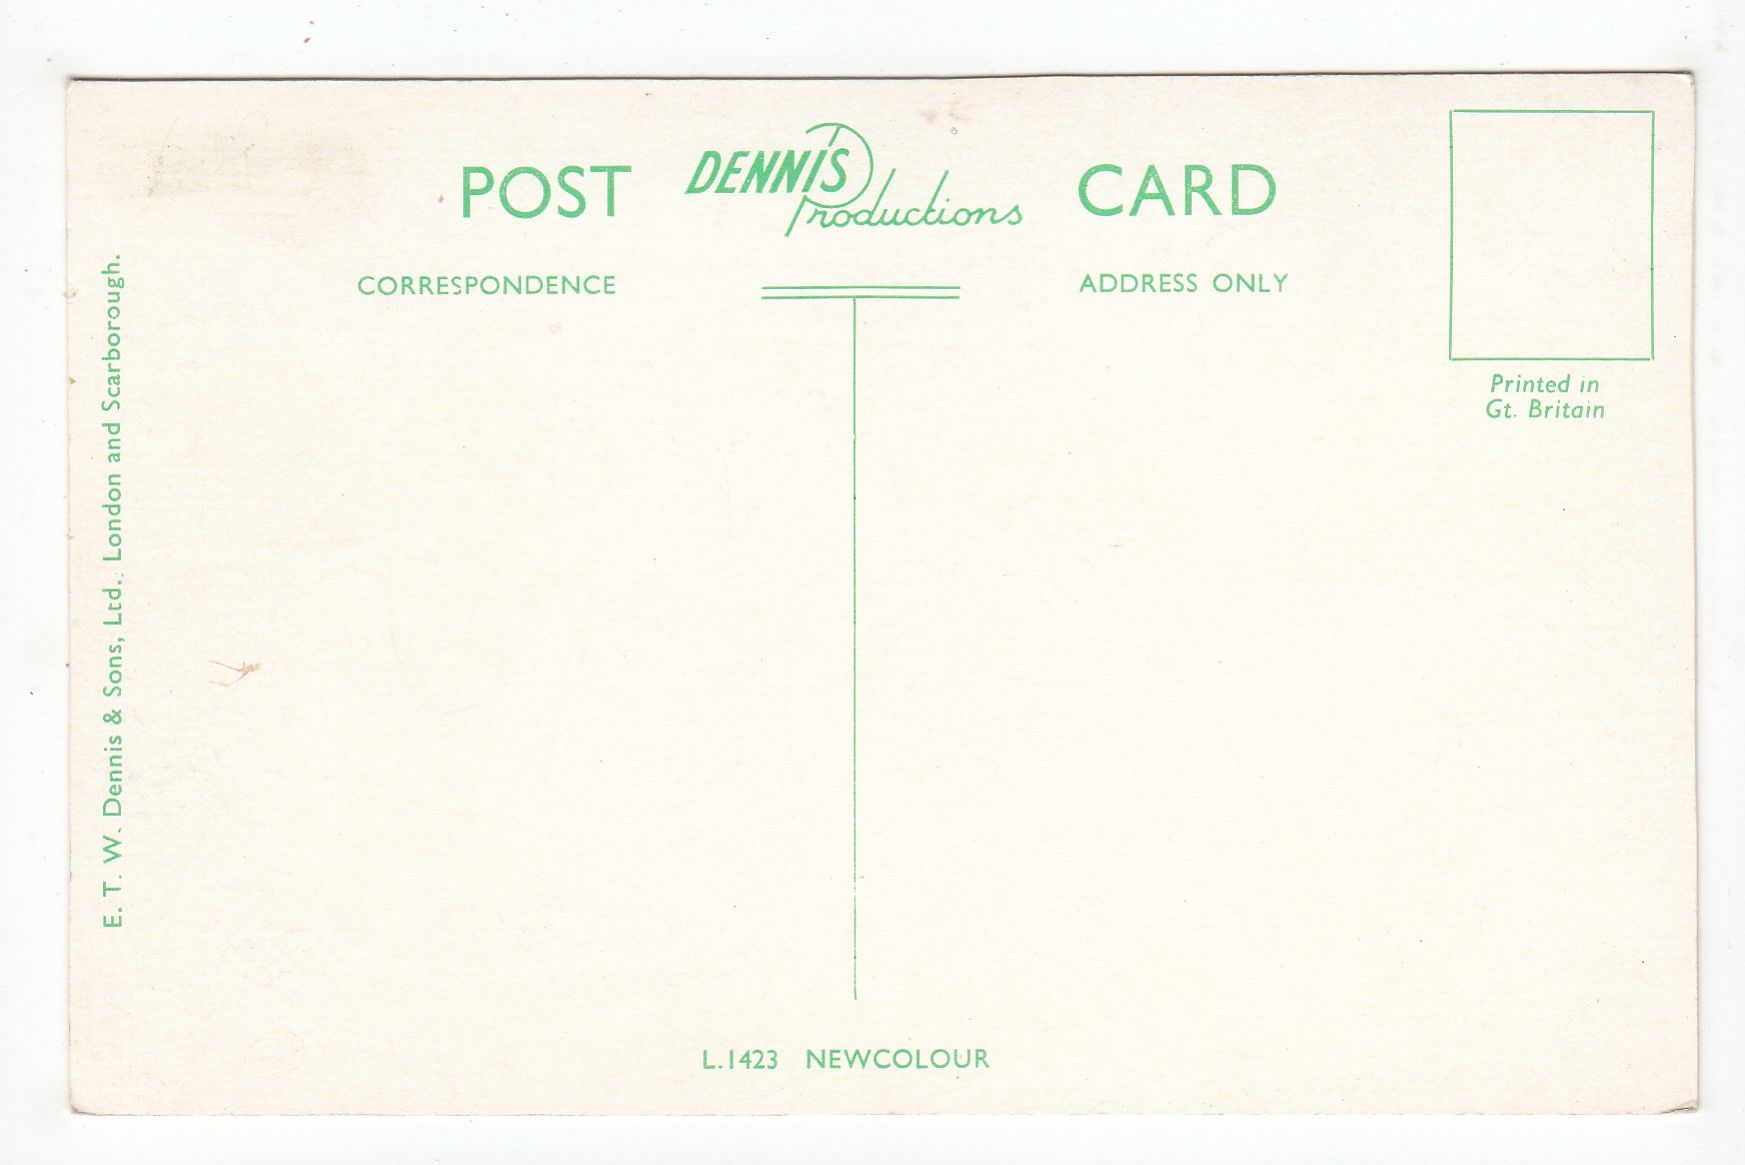 POST DENNIS Productions CARD
CORRESPONDENCE
ADDRESS ONLY
Printed in
Gt. Britain
E. T. W. Dennis & Sons, Ltd., London and Scarborough.
L.1423 NEWCOLOUR